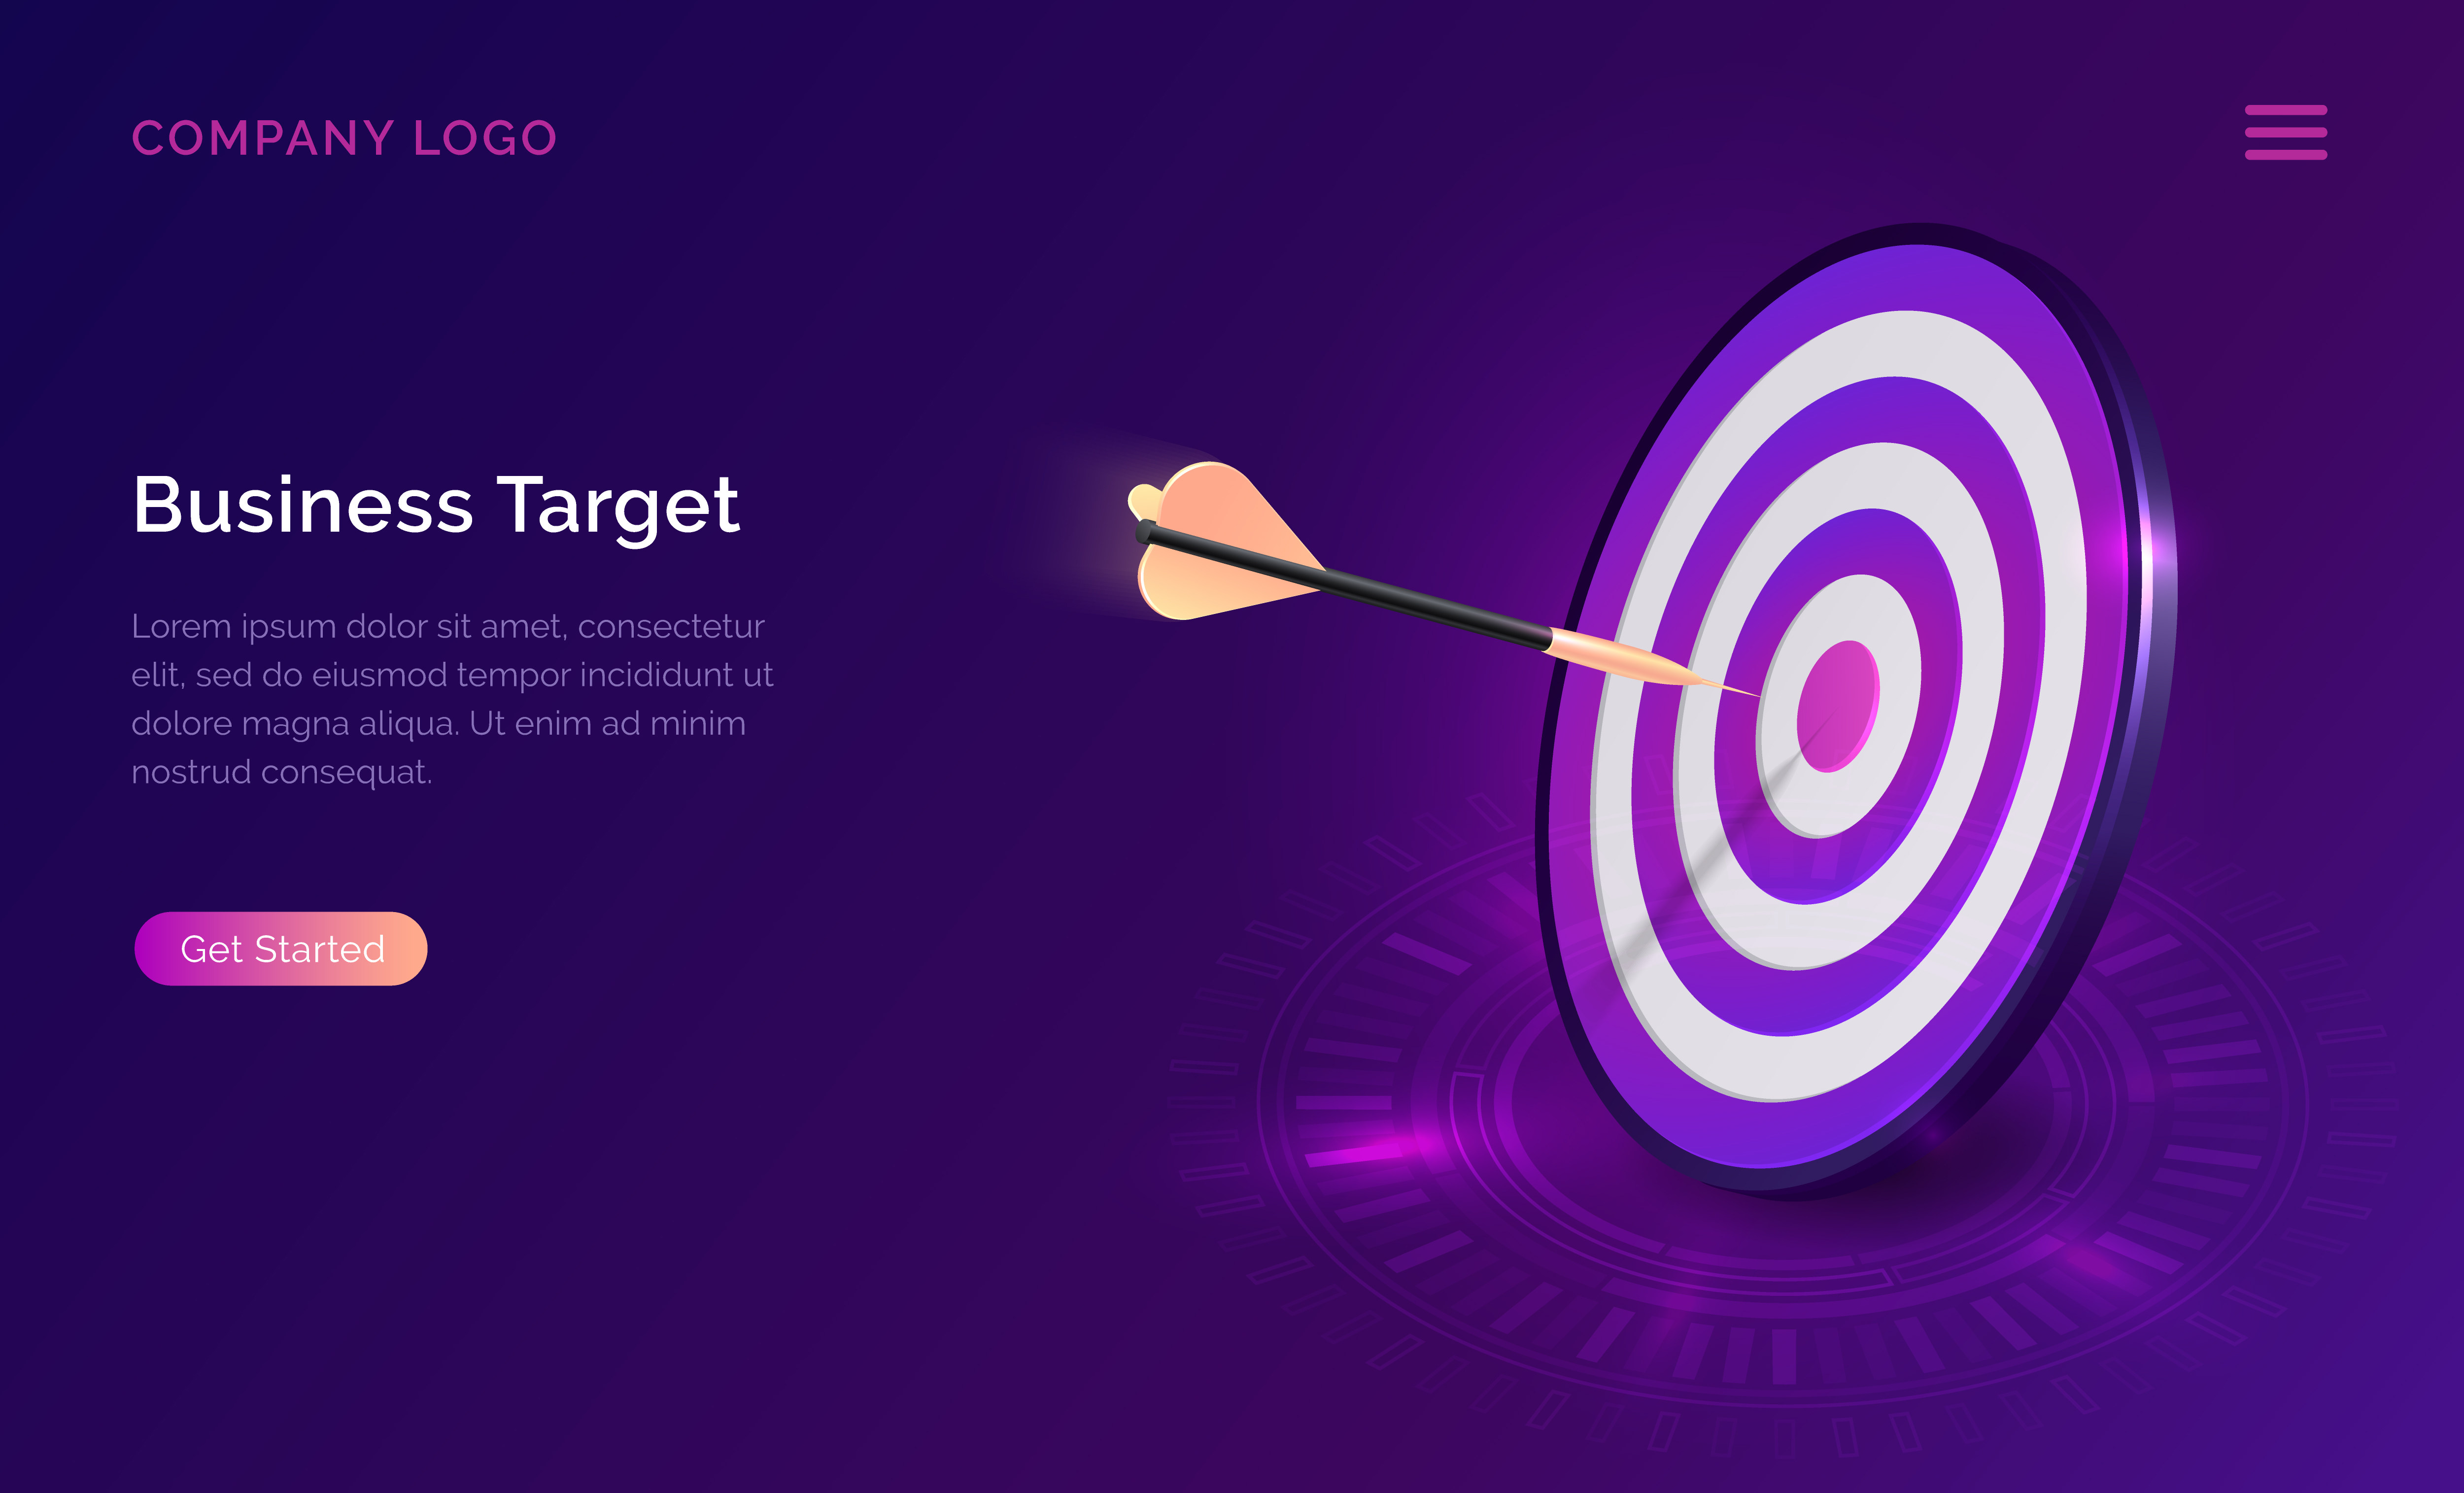 COMPANY LOGO
Business Target
Lorem ipsum dolor sit amet, consectetur
elit, sed do eiusmod tempor incididunt ut
dolore magna aliqua. Ut enim ad minim
nostrud consequat.
Get Started